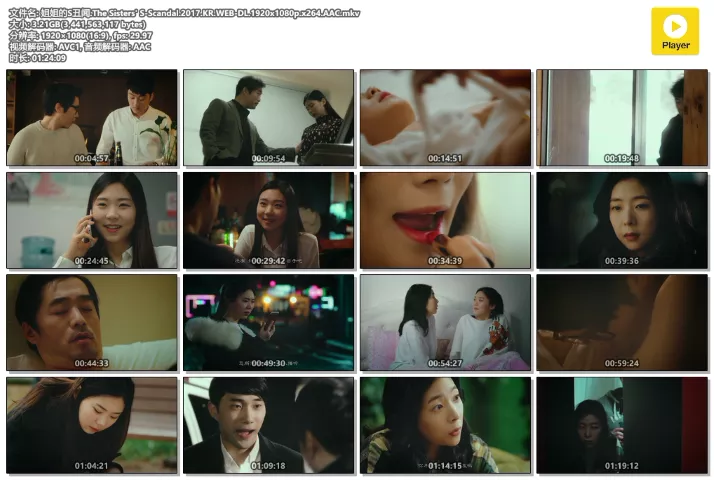 文件名: 姐姐的S丑闻.The Sisters' S-Scandal.2017.KR.WEB-DL.1920x1080p.x264.AAC.mkv
大小: 3.21GB(3,441,563,117 bytes)
分辨率: 1920×1080(16:9), fps: 29.97
视频解码器: AVC1, 音频解码器: AAC
时长: 01:24:09
Player
00:04:57
00:09:54
00:14:51
00:19:48
00:24:45
00:29:42
00:34:39
00:39:36
00:44:33
00:49:30
00:54:27
00:59:24
01:04:21
01:09:18
01:14:15
01:19:12